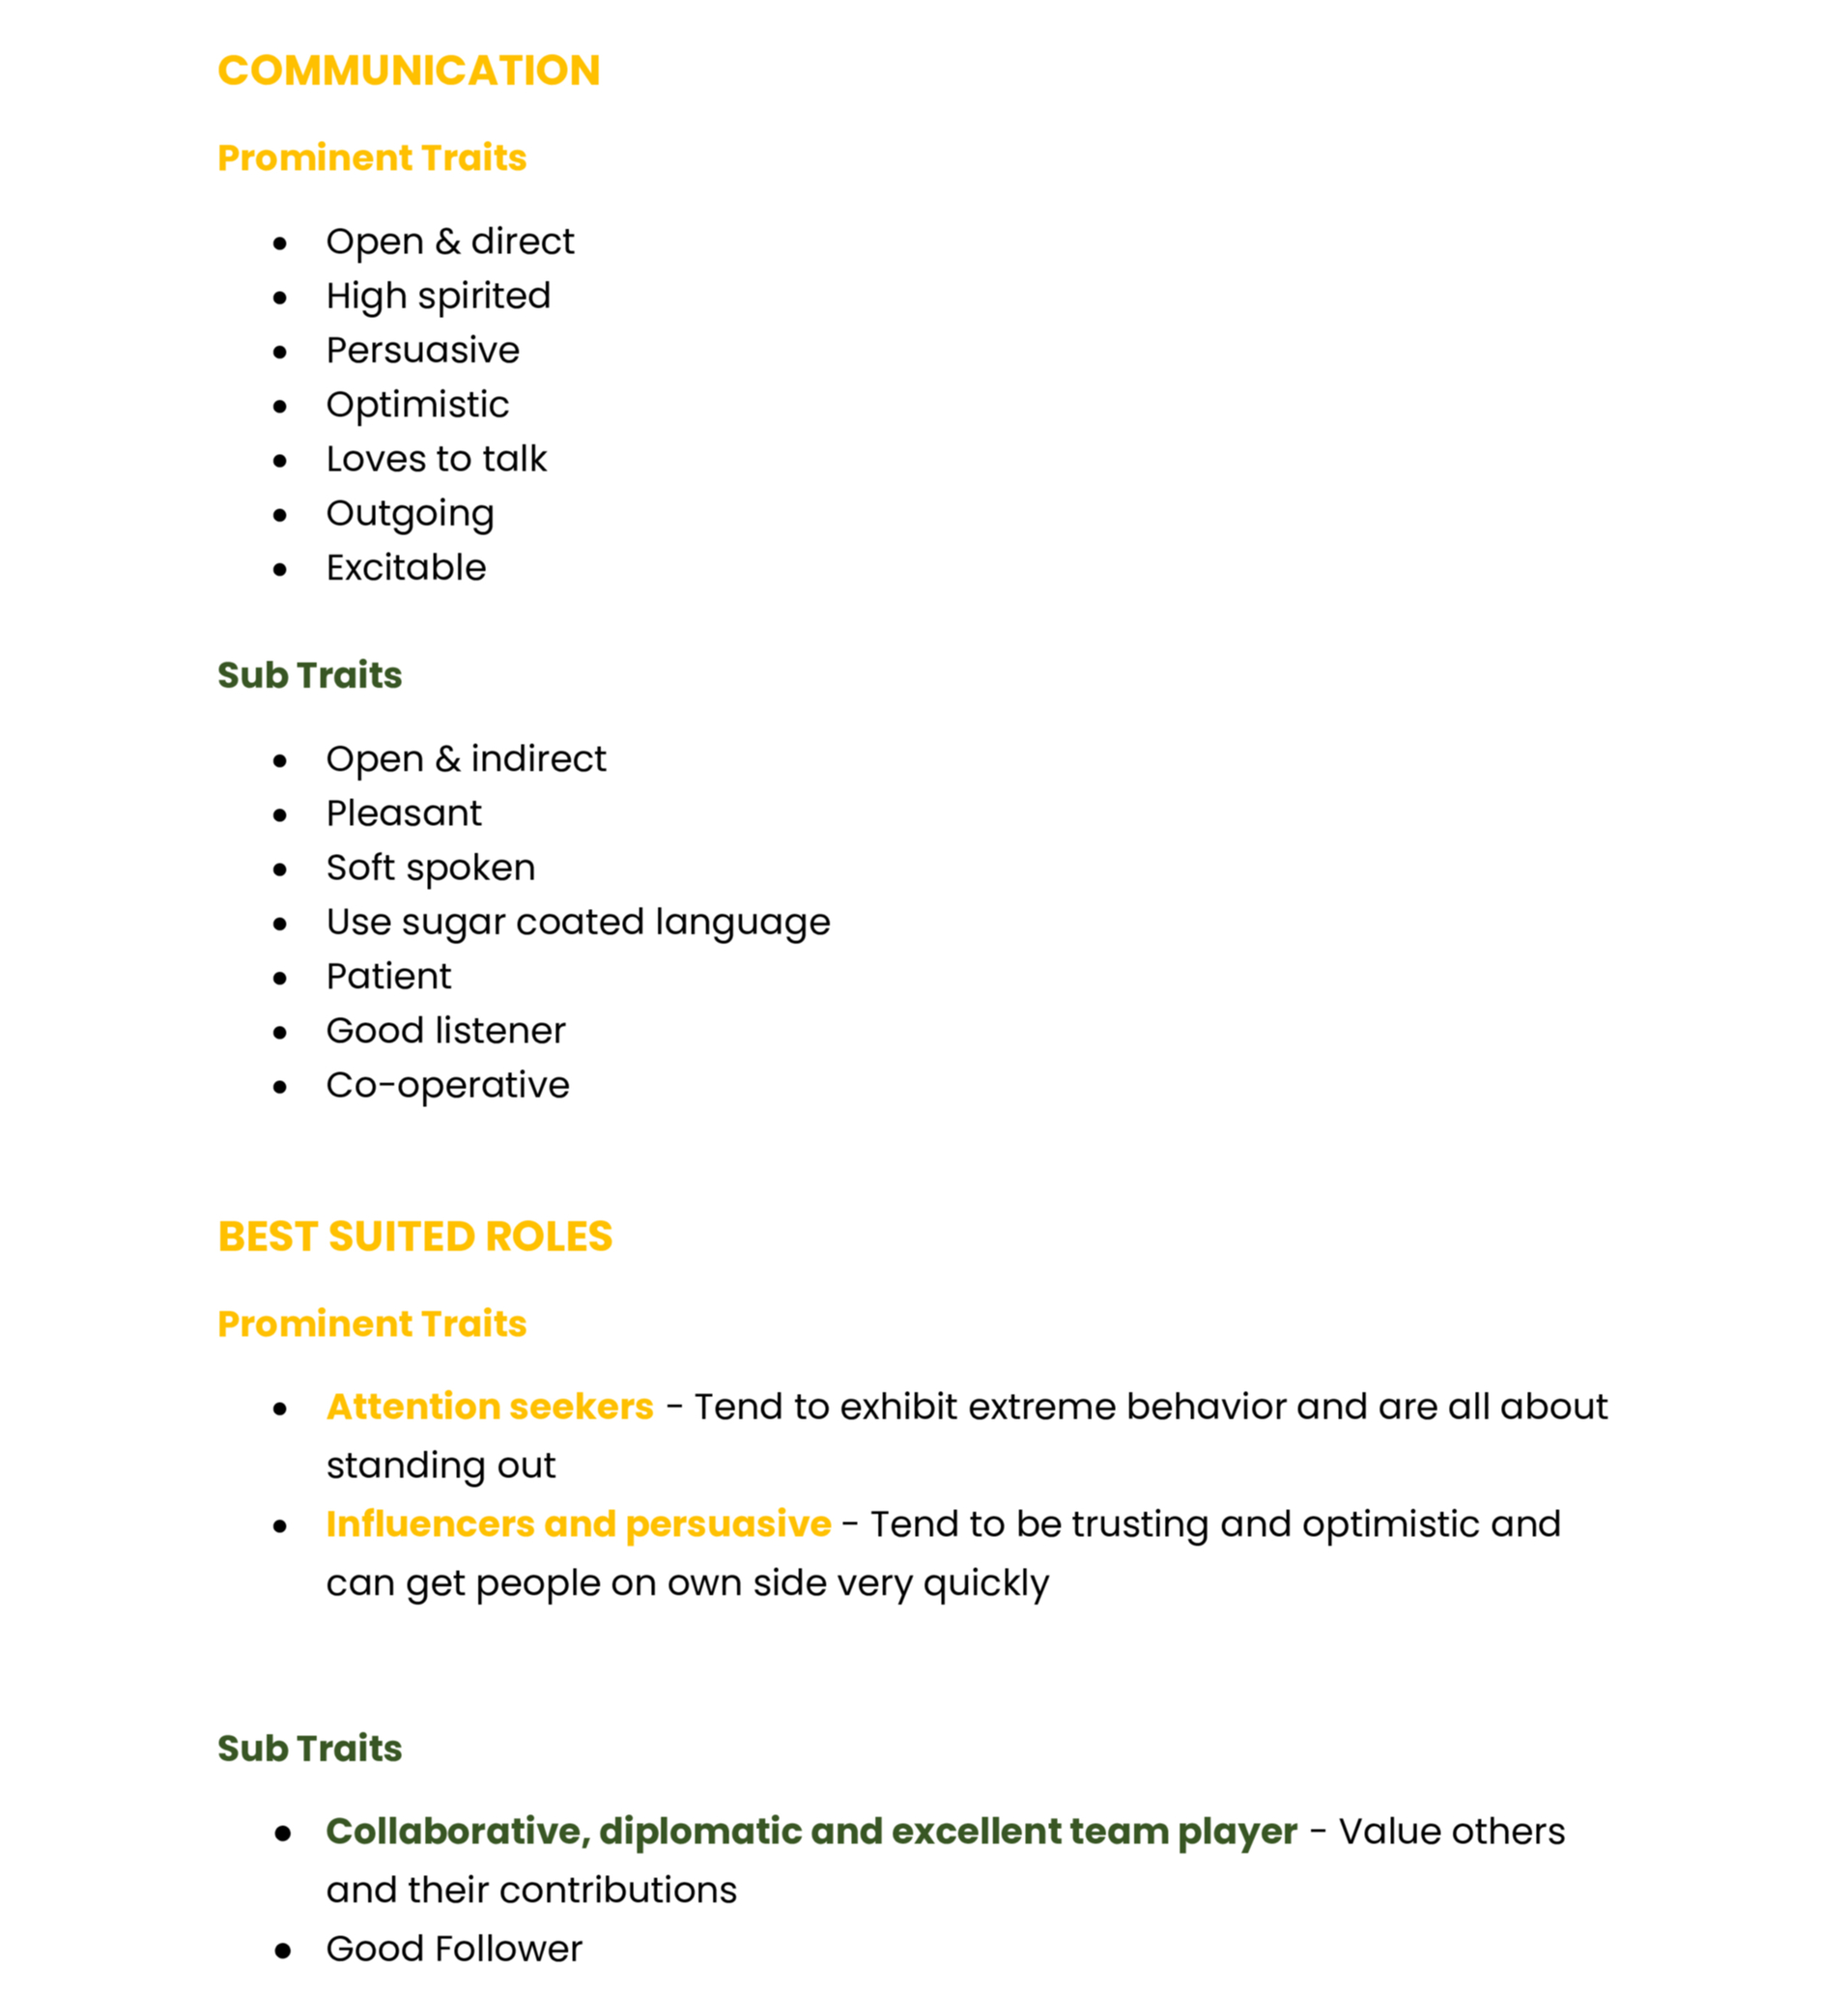 COMMUNICATION
Prominent Traits
● Open & direct
● High spirited
● Persuasive
● Optimistic
● Loves to talk
● Outgoing
● Excitable
Sub Traits
● Open & indirect
● Pleasant
● Soft spoken
● Use sugar coated language
● Patient
● Good listener
● Co-operative
BEST SUITED ROLES
Prominent Traits
● Attention seekers - Tend to exhibit extreme behavior and are all about
standing out
● Influencers and persuasive - Tend to be trusting and optimistic and
can get people on own side very quickly
Sub Traits
● Collaborative, diplomatic and excellent team player - Value others
and their contributions
● Good Follower